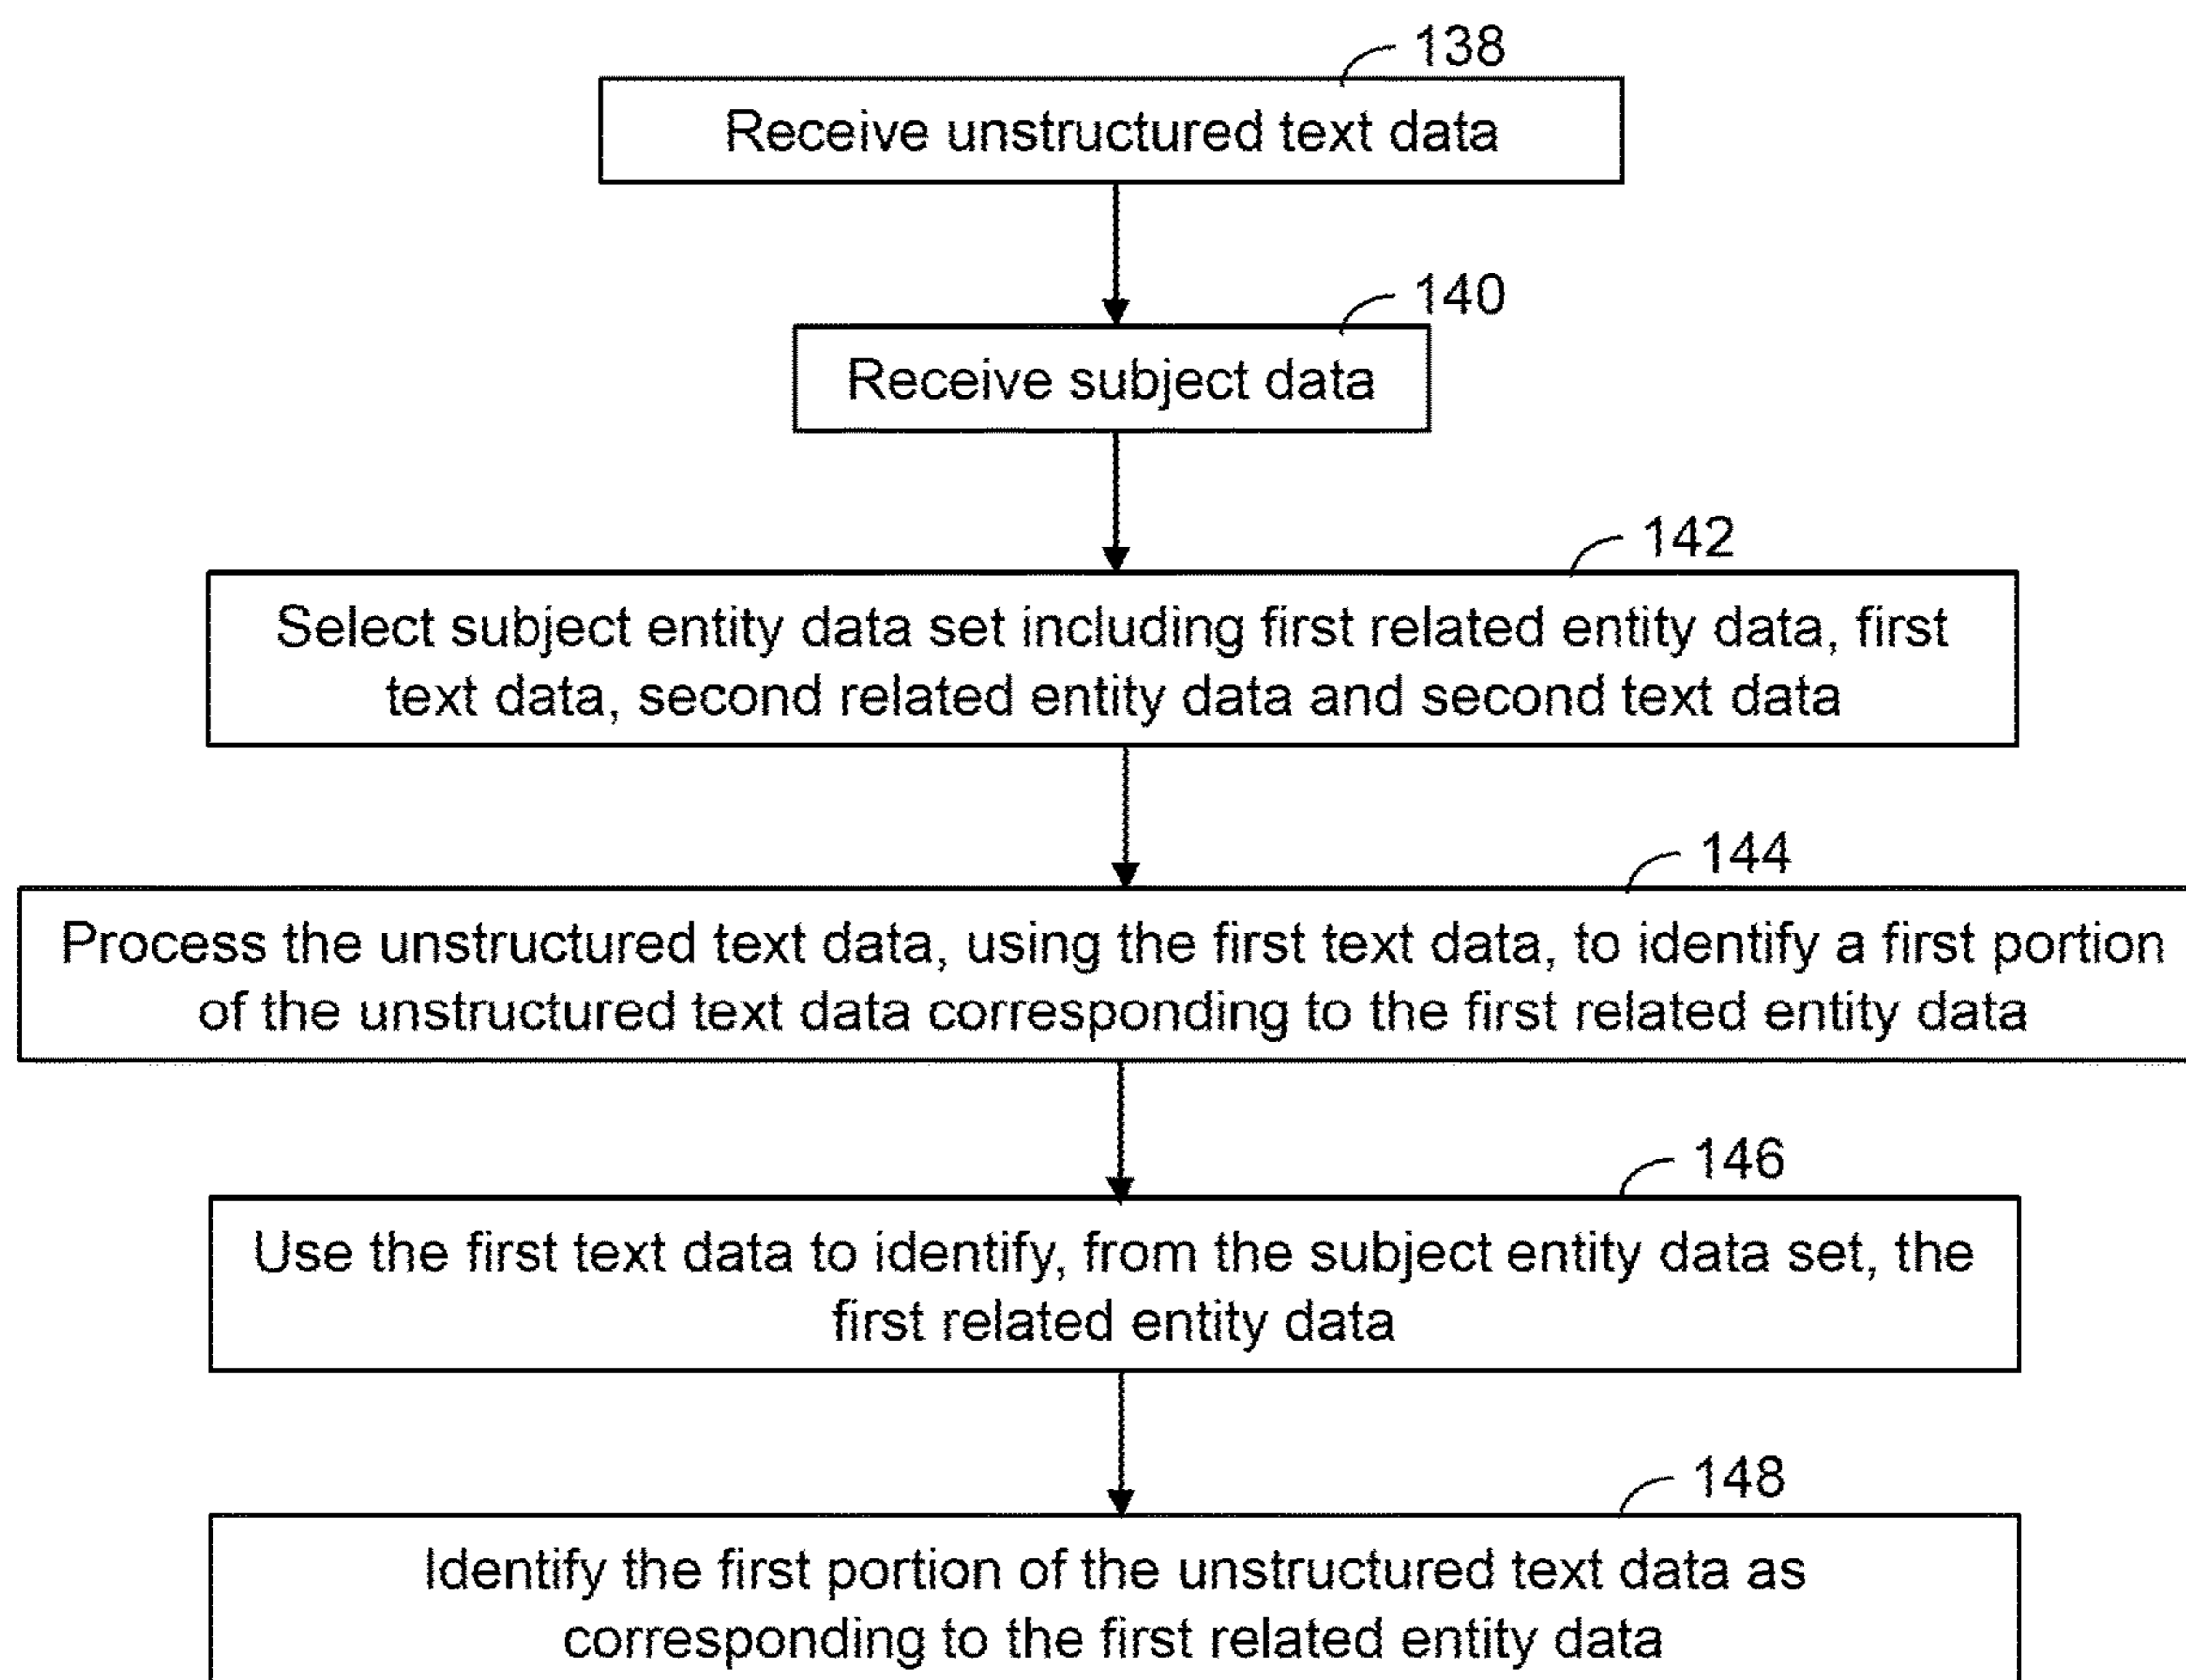 138
Receive unstructured text data
140
Receive subject data
142
Select subject entity data set including first related entity data, first
text data, second related entity data and second text data
144
Process the unstructured text data, using the first text data, to identify a first portion
of the unstructured text data corresponding to the first related entity data
146
Use the first text data to identify, from the subject entity data set, the
first related entity data
148
Identify the first portion of the unstructured text data as
corresponding to the first related entity data